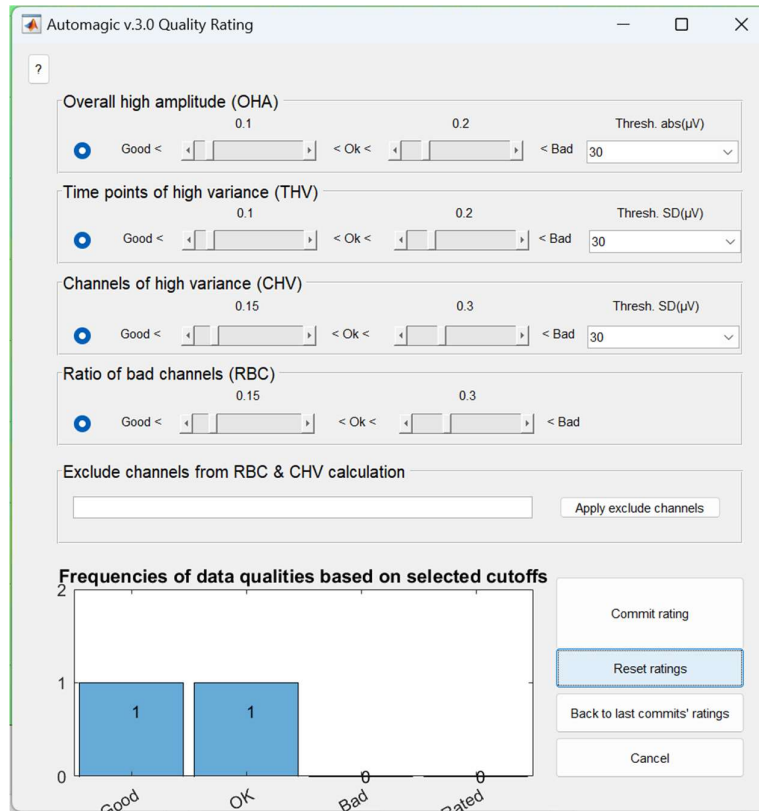 Automagic v.3.0 Quality Rating
?
Overall high amplitude (OHA)
0.1 0.2 Thresh. abs(µV)
Good < < Ok < < Bad 30
Time points of high variance (THV)
0.1 0.2 Thresh. SD(µV)
Good < < Ok < < Bad 30
Channels of high variance (CHV)
0.15 0.3 Thresh. SD(µV)
Good < < Ok < < Bad 30
Ratio of bad channels (RBC)
0.15 0.3
Good < < Ok < < Bad
Exclude channels from RBC & CHV calculation
Apply exclude channels
Frequencies of data qualities based on selected cutoffs
2
1
0
1 1 0 0
Good OK Bad Rated
Commit rating
Reset ratings
Back to last commits' ratings
Cancel